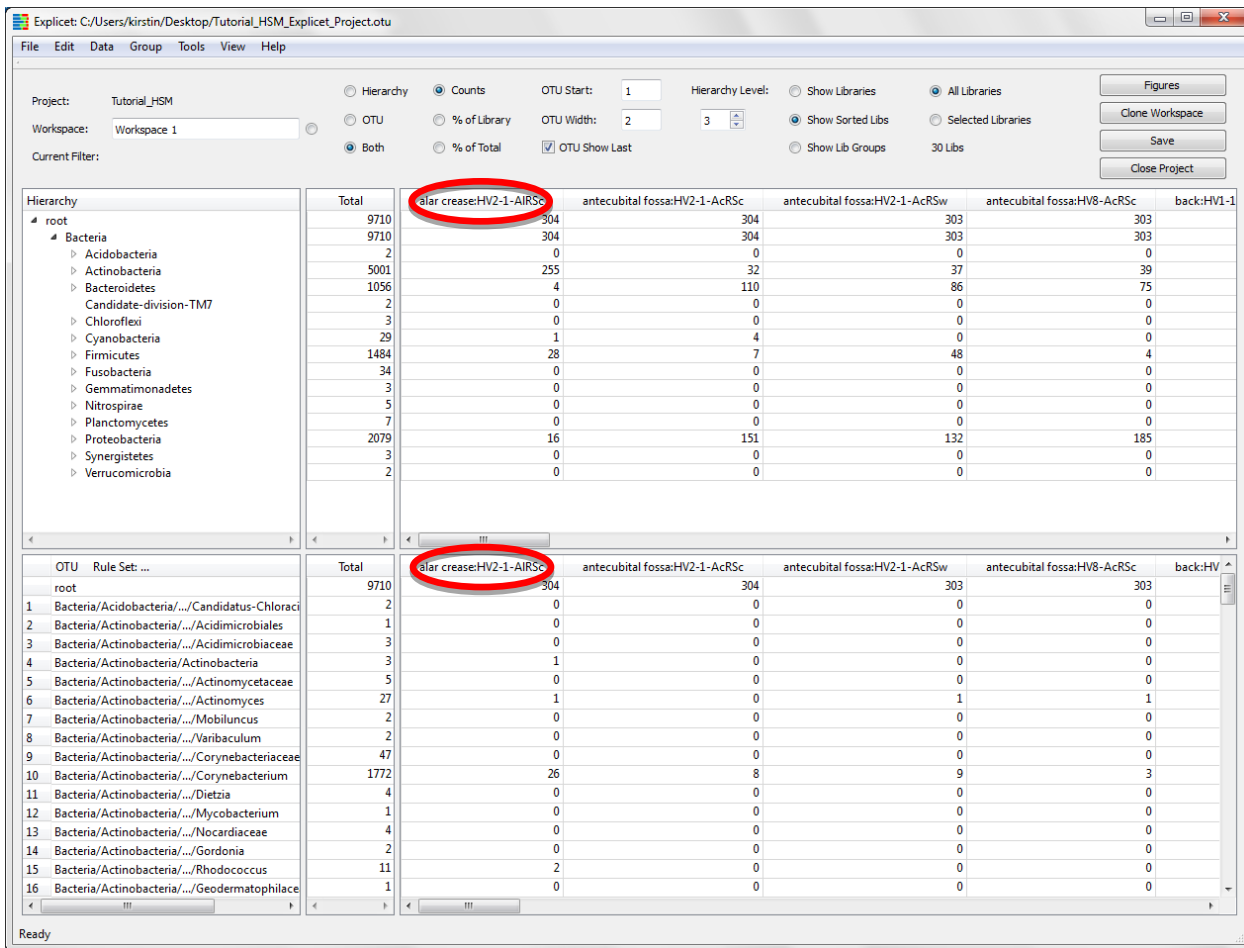 Explicet: C:/Users/kirstin/Desktop/Tutorial_HSM_Explicet_Project.otu
File Edit Data Group Tools View Help
Project: Tutorial_HSM
Workspace: Workspace 1
Current Filter:
Hierarchy
OTU
Both
Counts
% of Library
% of Total
OTU Start: 1
OTU Width: 2
OTU Show Last
Hierarchy Level:
3
Show Libraries
Show Sorted Libs
Show Lib Groups
All Libraries
Selected Libraries
30 Libs
Figures
Clone Workspace
Save
Close Project
Hierarchy Total alar crease:HV2-1-AlRSc antecubital fossa:HV2-1-AcRSc antecubital fossa:HV2-1-AcRSw antecubital fossa:HV8-AcRSc back:HV1-1
root 9710 304 304 303 303
Bacteria 9710 304 304 303 303
Acidobacteria 2 0 0 0 0
Actinobacteria 5001 255 32 37 39
Bacteroidetes 1056 4 110 86 75
Candidate-division-TM7 2 0 0 0 0
Chloroflexi 3 0 0 0 0
Cyanobacteria 29 1 4 0 0
Firmicutes 1484 28 7 48 4
Fusobacteria 34 0 0 0 0
Gemmatimonadetes 3 0 0 0 0
Nitrospirae 5 0 0 0 0
Planctomycetes 7 0 0 0 0
Proteobacteria 2079 16 151 132 185
Synergistetes 3 0 0 0 0
Verrucomicrobia 2 0 0 0 0
OTU Rule Set: ... Total alar crease:HV2-1-AlRSc antecubital fossa:HV2-1-AcRSc antecubital fossa:HV2-1-AcRSw antecubital fossa:HV8-AcRSc back:HV
root 9710 304 304 303 303
1 Bacteria/Acidobacteria/.../Candidatus-Chloraci 2 0 0 0 0
2 Bacteria/Actinobacteria/.../Acidimicrobiales 1 0 0 0 0
3 Bacteria/Actinobacteria/.../Acidimicrobiaceae 3 0 0 0 0
4 Bacteria/Actinobacteria/Actinobacteria 3 1 0 0 0
5 Bacteria/Actinobacteria/.../Actinomycetaceae 5 0 0 0 0
6 Bacteria/Actinobacteria/.../Actinomyces 27 1 0 1 1
7 Bacteria/Actinobacteria/.../Mobiluncus 2 0 0 0 0
8 Bacteria/Actinobacteria/.../Varibaculum 2 0 0 0 0
9 Bacteria/Actinobacteria/.../Corynebacteriaceae 47 0 0 0 0
10 Bacteria/Actinobacteria/.../Corynebacterium 1772 26 8 9 3
11 Bacteria/Actinobacteria/.../Dietzia 4 0 0 0 0
12 Bacteria/Actinobacteria/.../Mycobacterium 1 0 0 0 0
13 Bacteria/Actinobacteria/.../Nocardiaceae 4 0 0 0 0
14 Bacteria/Actinobacteria/.../Gordonia 2 0 0 0 0
15 Bacteria/Actinobacteria/.../Rhodococcus 11 2 0 0 0
16 Bacteria/Actinobacteria/.../Geodermatophilace 1 0 0 0 0
Ready